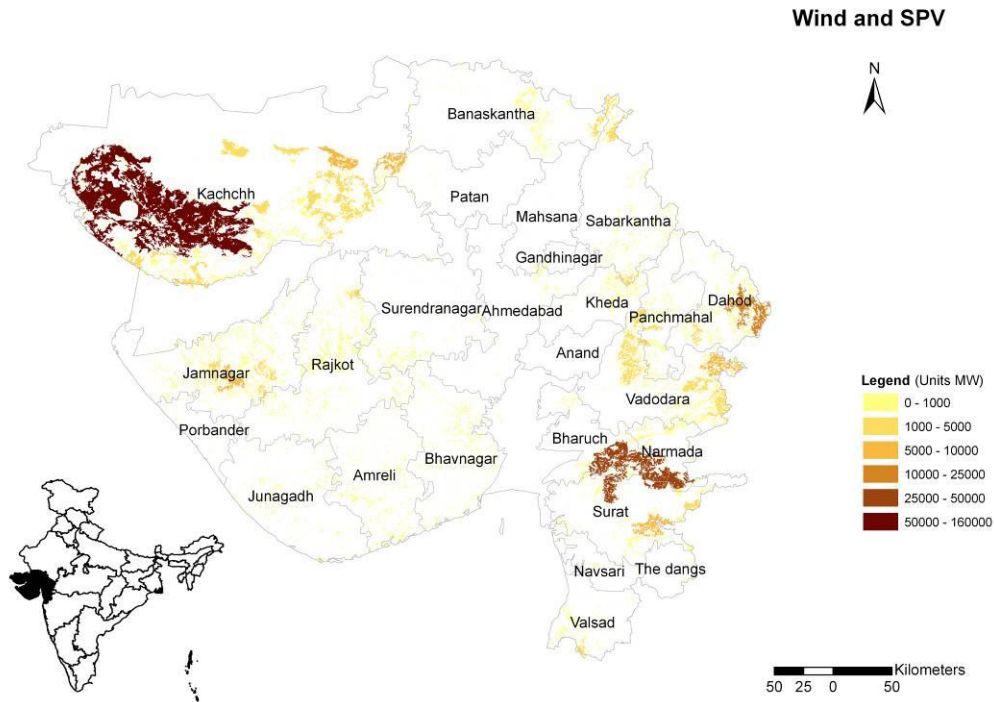 Wind and SPV
N
Banaskantha
Kachchh
Patan
Mahsana
Sabarkantha
Gandhinagar
Surendranagar
Ahmedabad
Kheda
Panchmahal
Dahod
Anand
Jamnagar
Rajkot
Vadodara
Porbander
Bharuch
Narmada
Bhavnagar
Amreli
Junagadh
Surat
Navsari
The dangs
Valsad
Legend (Units MW)
0 - 1000
1000 - 5000
5000 - 10000
10000 - 25000
25000 - 50000
50000 - 160000
Kilometers
50 25 0 50